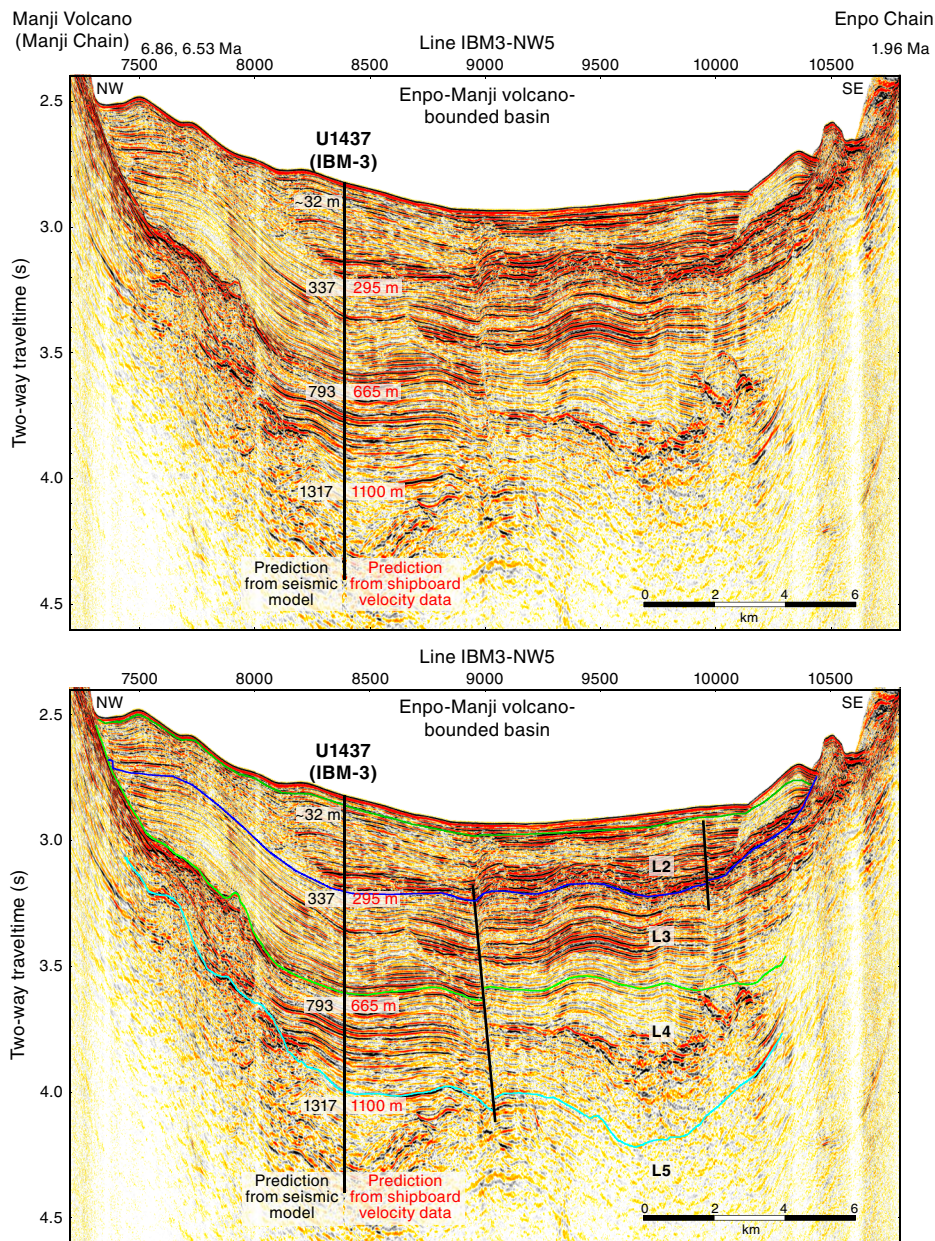 Manji Volcano
(Manji Chain)
6.86, 6.53 Ma
Line IBM3-NW5
Enpo Chain
1.96 Ma
7500 8000 8500 9000 9500 10000 10500
NW
Enpo-Manji volcano-
bounded basin
SE
U1437
(IBM-3)
~32 m
337 295 m
793 665 m
1317 1100 m
Prediction
from seismic
model
Prediction
from shipboard
velocity data
0 2 4 6
km
2.5
3.0
3.5
4.0
4.5
Two-way traveltime (s)
Line IBM3-NW5
7500 8000 8500 9000 9500 10000 10500
NW
Enpo-Manji volcano-
bounded basin
SE
U1437
(IBM-3)
~32 m
L2
337 295 m
L3
793 665 m
L4
1317 1100 m
L5
Prediction
from seismic
model
Prediction
from shipboard
velocity data
0 2 4 6
km
2.5
3.0
3.5
4.0
4.5
Two-way traveltime (s)